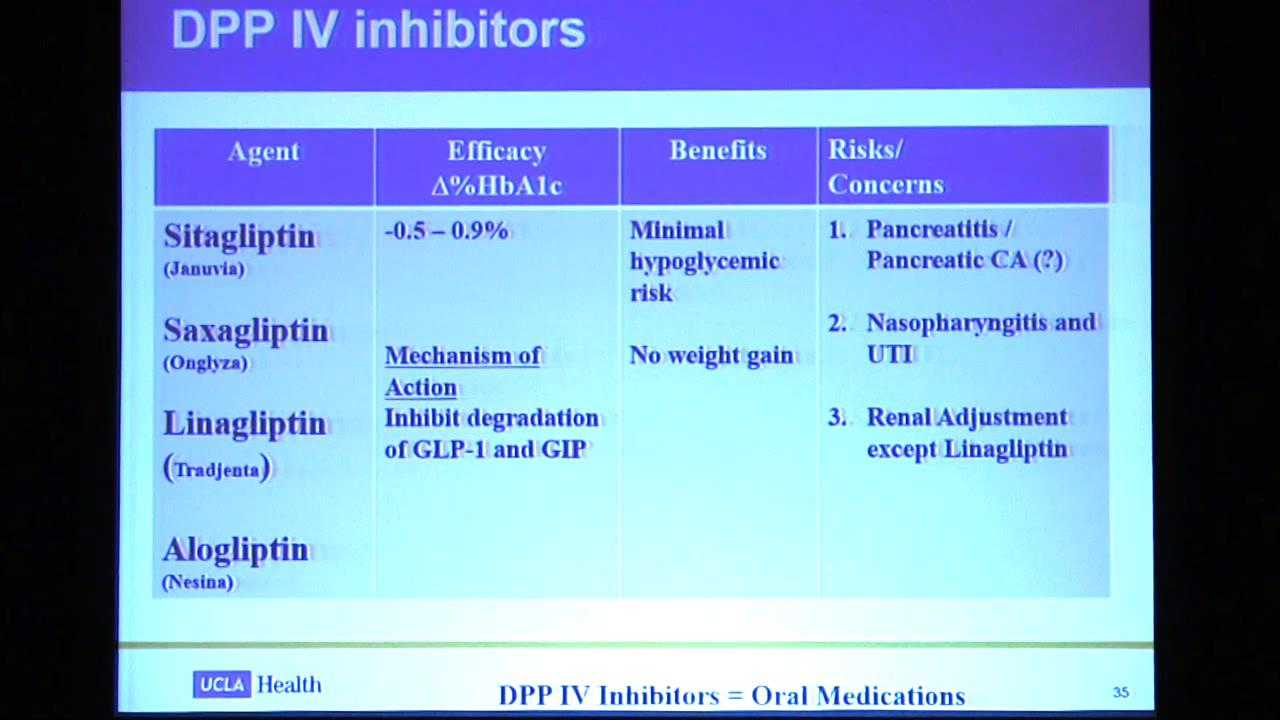 DPP IV inhibitors
Agent
Efficacy
Δ%HbA1c
Benefits
Risks/
Concerns
Sitagliptin
(Januvia)
Saxagliptin
(Onglyza)
Linagliptin
(Tradjenta)
Alogliptin
(Nesina)
-0.5 – 0.9%
Mechanism of
Action
Inhibit degradation
of GLP-1 and GIP
Minimal
hypoglycemic
risk
No weight gain
1. Pancreatitis /
Pancreatic CA (?)
2. Nasopharyngitis and
UTI
3. Renal Adjustment
except Linagliptin
UCLA Health
DPP IV Inhibitors = Oral Medications
35